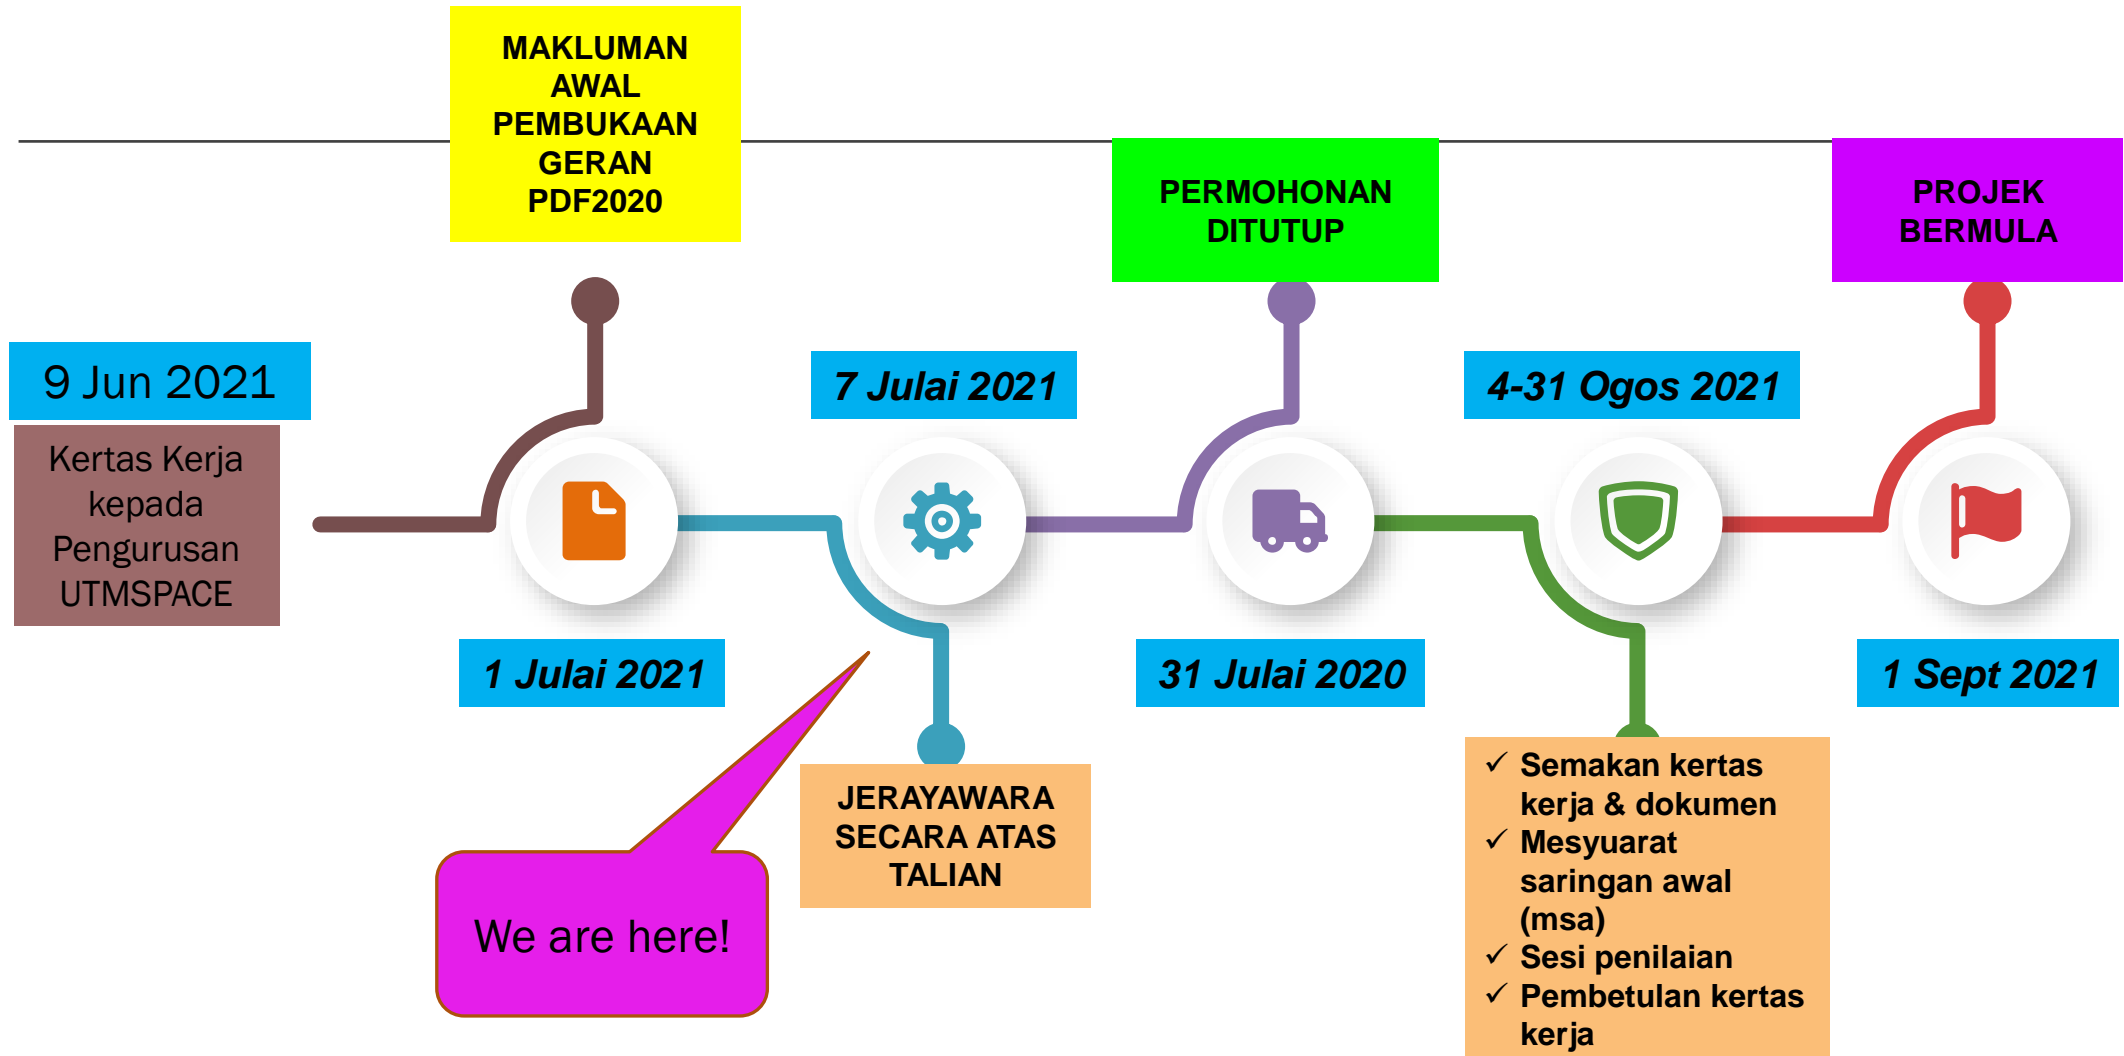 MAKLUMAN
AWAL
PEMBUKAAN
GERAN
PDF2020
PERMOHONAN
DITUTUP
PROJEK
BERMULA
9 Jun 2021
Kertas Kerja
kepada
Pengurusan
UTMSPACE
7 Julai 2021
4-31 Ogos 2021
1 Julai 2021
31 Julai 2020
1 Sept 2021
JERAYAWARA
SECARA ATAS
TALIAN
We are here!
✓ Semakan kertas
kerja & dokumen
✓ Mesyuarat
saringan awal
(msa)
✓ Sesi penilaian
✓ Pembetulan kertas
kerja